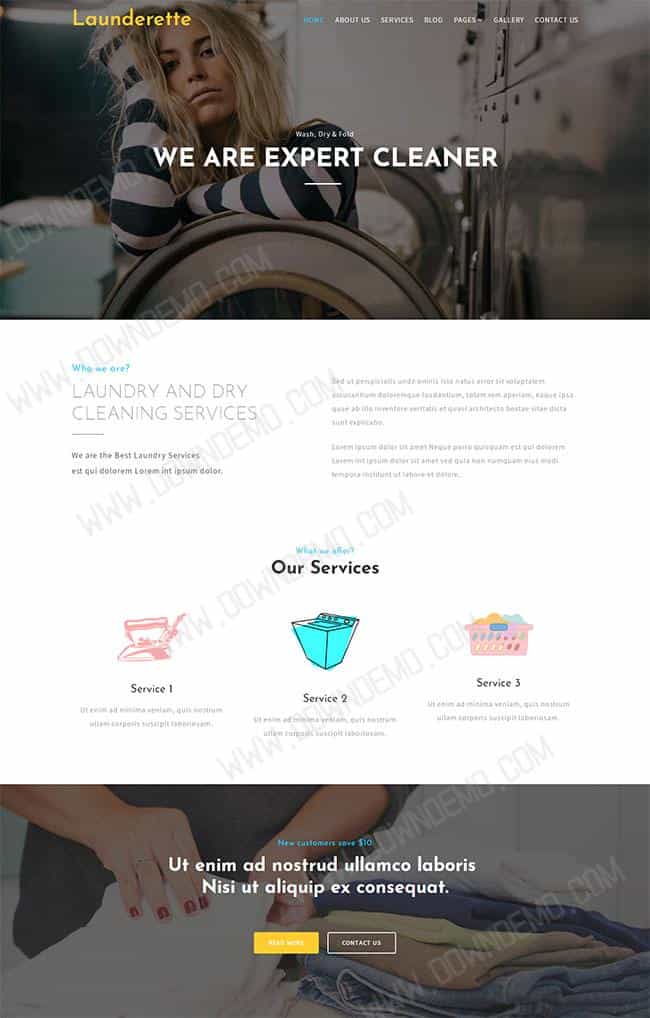 Launderette
HOME ABOUT US SERVICES BLOG PAGES GALLERY CONTACT US
Wash, Dry & Fold
WE ARE EXPERT CLEANER
Who we are?
LAUNDRY AND DRY
CLEANING SERVICES
We are the Best Laundry Services
est qui dolorem Lorem int ipsum dolor.
Sed ut perspiciatis unde omnis iste natus error sit voluptatem
accusantium doloremque laudantium, totam rem aperiam, eaque ipsa
quae ab illo inventore veritatis et quasi architecto beatae vitae dicta
sunt explicabo.
Lorem ipsum dolor sit amet Neque porro quisquam est qui dolorem
Lorem int ipsum dolor sit amet sed quia non numquam eius modi
tempora incidunt ut labore et dolore.
What we offer?
Our Services
Service 1
Ut enim ad minima veniam, quis nostrum
ullam corporis suscipit laboriosam.
Service 2
Ut enim ad minima veniam, quis nostrum
ullam corporis suscipit laboriosam.
Service 3
Ut enim ad minima veniam, quis nostrum
ullam corporis suscipit laboriosam.
New customers save $10
Ut enim ad nostrud ullamco laboris
Nisi ut aliquip ex consequat.
READ MORE CONTACT US
WWW.DOWNDEMO.COM